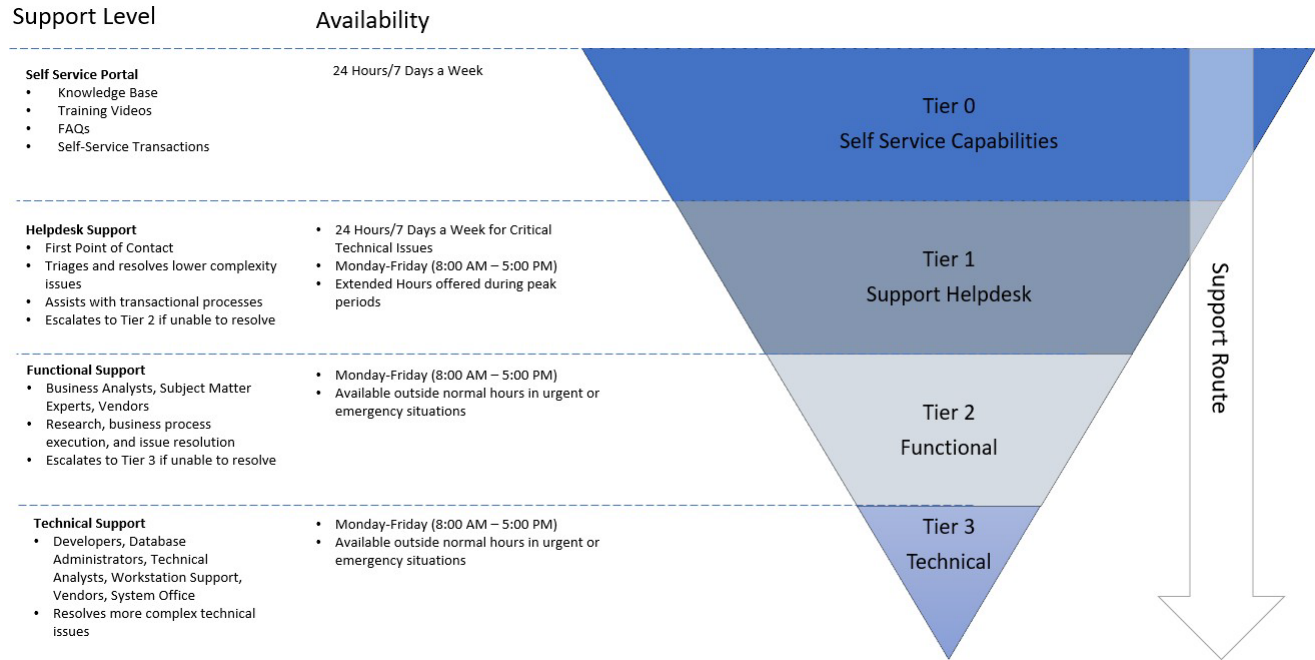 Support Level
Availability
Self Service Portal
• Knowledge Base
• Training Videos
• FAQs
• Self-Service Transactions
24 Hours/7 Days a Week
Tier 0
Self Service Capabilities
Helpdesk Support
• First Point of Contact
• Triages and resolves lower complexity
issues
• Assists with transactional processes
• Escalates to Tier 2 if unable to resolve
• 24 Hours/7 Days a Week for Critical
Technical Issues
• Monday-Friday (8:00 AM – 5:00 PM)
• Extended Hours offered during peak
periods
Tier 1
Support Helpdesk
Functional Support
• Business Analysts, Subject Matter
Experts, Vendors
• Research, business process
execution, and issue resolution
• Escalates to Tier 3 if unable to resolve
• Monday-Friday (8:00 AM – 5:00 PM)
• Available outside normal hours in urgent or
emergency situations
Tier 2
Functional
Technical Support
• Developers, Database
Administrators, Technical
Analysts, Workstation Support,
Vendors, System Office
• Resolves more complex technical
issues
• Monday-Friday (8:00 AM – 5:00 PM)
• Available outside normal hours in urgent or
emergency situations
Tier 3
Technical
Support Route